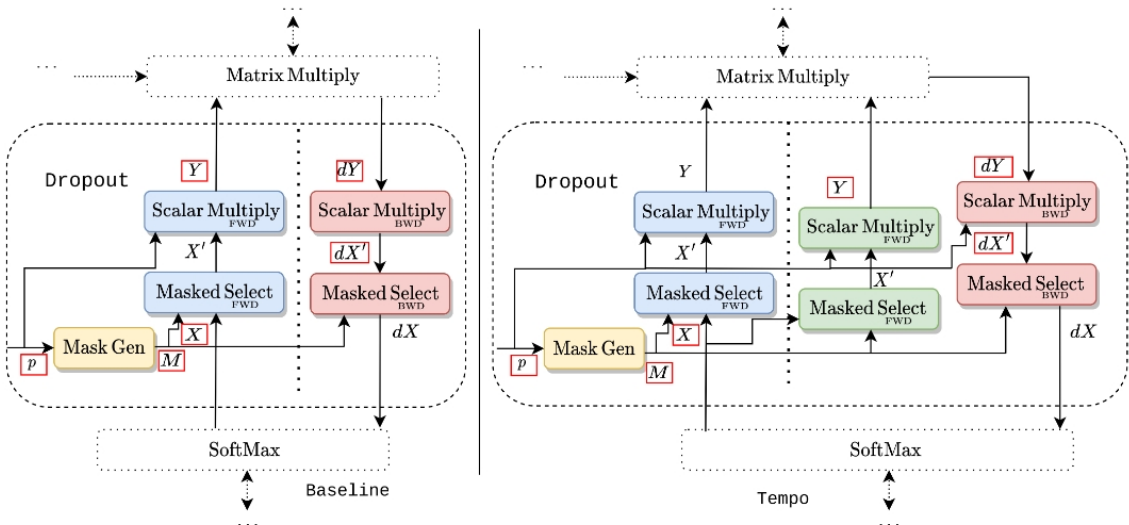 ...
...
Matrix Multiply
Dropout
Y
dY
Scalar Multiply
FWD
Scalar Multiply
BWD
X′
dX′
Masked Select
FWD
Masked Select
BWD
X
dX
Mask Gen
p
M
SoftMax
Baseline
...
...
...
Matrix Multiply
Dropout
Y
Y
dY
Scalar Multiply
FWD
Scalar Multiply
FWD
Scalar Multiply
BWD
X′
X′
dX′
Masked Select
FWD
Masked Select
FWD
Masked Select
BWD
X
dX
Mask Gen
p
M
SoftMax
Tempo
...